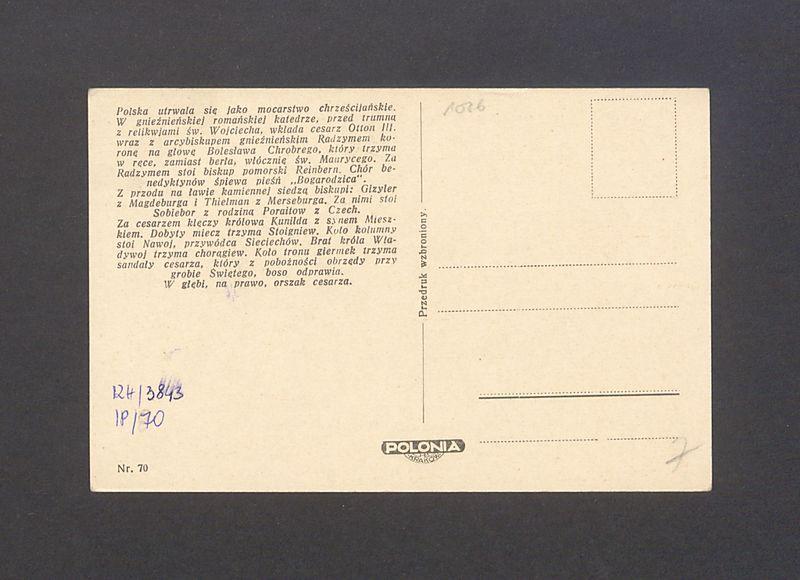 Polska utrwala się jako mocarstwo chrześcijańskie.
W gnieźnieńskiej romańskiej katedrze, przed trumną
z relikwjami św. Wojciecha, wkłada cesarz Otton III.
wraz z arcybiskupem gnieźnieńskim Radzymem ko-
ronę na głowę Bolesława Chrobrego, który trzyma
w ręce, zamiast berła, włócznię św. Maurycego. Za
Radzymem stoi biskup pomorski Reinbern. Chór be-
nedyktynów śpiewa pieśń „Bogarodzica".
Z przodu na ławie kamiennej siedzą biskupi: Gizyler
z Magdeburga i Thielman z Merseburga. Za nimi stoi
Sobiebor z rodziną Poraitow z Czech.
Za cesarzem klęczy królowa Kunilda z synem Miesz-
kiem. Dobyty miecz trzyma Stoigniew. Koło kolumny
stoi Nawoj, przywódca Sieciechów. Brat króla Wła-
dywoj trzyma chorągiew. Koło tronu giermek trzyma
sandały cesarza, który z pobożności obrzędy przy
grobie Świętego, boso odprawia.
W głębi, na prawo, orszak cesarza.
Przedruk wzbroniony.
1026
12H/3843
IP/70
Nr. 70
POLONIA
KRAKÓW
7